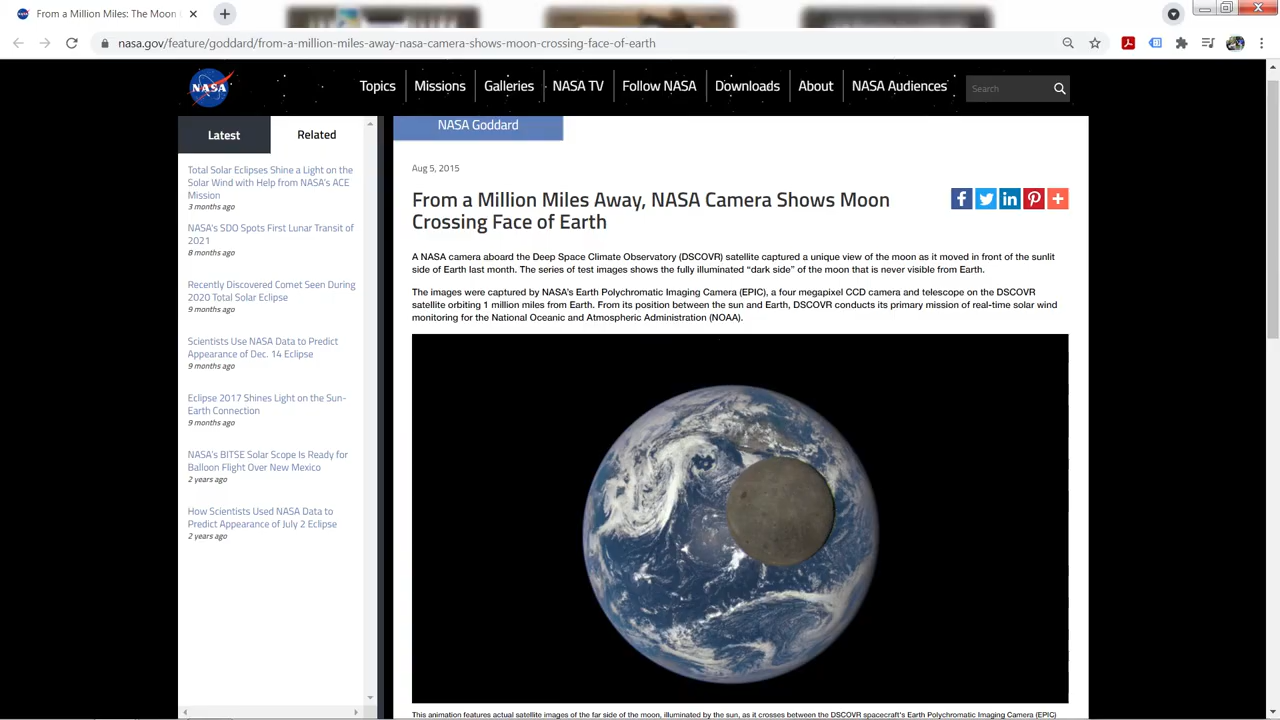 From a Million Miles: The Moon
nasa.gov/feature/goddard/from-a-million-miles-away-nasa-camera-shows-moon-crossing-face-of-earth
NASA
Topics
Missions
Galleries
NASA TV
Follow NASA
Downloads
About
NASA Audiences
Search
Latest
Related
Total Solar Eclipses Shine a Light on the
Solar Wind with Help from NASA's ACE
Mission
3 months ago
NASA's SDO Spots First Lunar Transit of
2021
8 months ago
Recently Discovered Comet Seen During
2020 Total Solar Eclipse
9 months ago
Scientists Use NASA Data to Predict
Appearance of Dec. 14 Eclipse
9 months ago
Eclipse 2017 Shines Light on the Sun-
Earth Connection
9 months ago
NASA's BITSE Solar Scope Is Ready for
Balloon Flight Over New Mexico
2 years ago
How Scientists Used NASA Data to
Predict Appearance of July 2 Eclipse
2 years ago
NASA Goddard
Aug 5, 2015
From a Million Miles Away, NASA Camera Shows Moon
Crossing Face of Earth
A NASA camera aboard the Deep Space Climate Observatory (DSCOVR) satellite captured a unique view of the moon as it moved in front of the sunlit
side of Earth last month. The series of test images shows the fully illuminated “dark side” of the moon that is never visible from Earth.
The images were captured by NASA's Earth Polychromatic Imaging Camera (EPIC), a four megapixel CCD camera and telescope on the DSCOVR
satellite orbiting 1 million miles from Earth. From its position between the sun and Earth, DSCOVR conducts its primary mission of real-time solar wind
monitoring for the National Oceanic and Atmospheric Administration (NOAA).
This animation features actual satellite images of the far side of the moon, illuminated by the sun, as it crosses between the DSCOVR spacecraft's Earth Polychromatic Imaging Camera (EPIC)